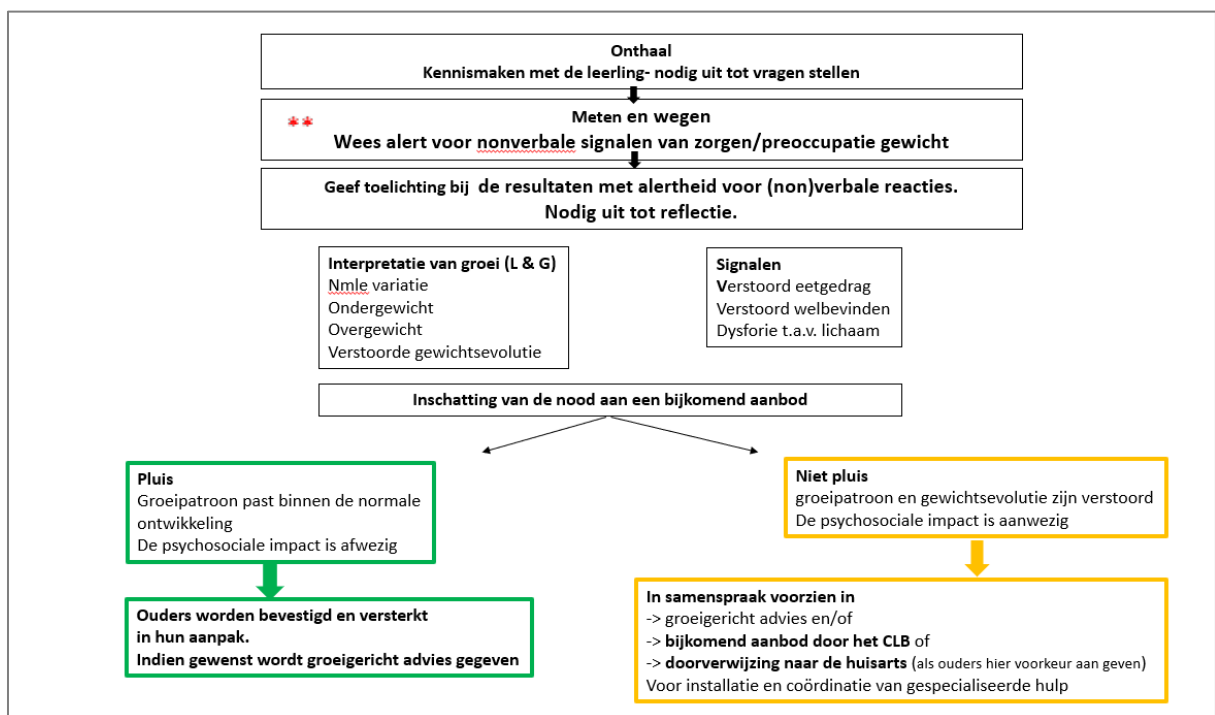 Onthaal
Kennismaken met de leerling- nodig uit tot vragen stellen
** Meten en wegen
Wees alert voor nonverbale signalen van zorgen/preoccupatie gewicht
Geef toelichting bij de resultaten met alertheid voor (non)verbale reacties.
Nodig uit tot reflectie.
Interpretatie van groei (L & G)
Nmle variatie
Ondergewicht
Overgewicht
Verstoorde gewichtsevolutie
Signalen
Verstoord eetgedrag
Verstoord welbevinden
Dysforie t.a.v. lichaam
Inschatting van de nood aan een bijkomend aanbod
Pluis
Groeipatroon past binnen de normale
ontwikkeling
De psychosociale impact is afwezig
Niet pluis
groeipatroon en gewichtsevolutie zijn verstoord
De psychosociale impact is aanwezig
Ouders worden bevestigd en versterkt
in hun aanpak.
Indien gewenst wordt groeigericht advies gegeven
In samenspraak voorzien in
-> groeigericht advies en/of
-> bijkomend aanbod door het CLB of
-> doorverwijzing naar de huisarts (als ouders hier voorkeur aan geven)
Voor installatie en coördinatie van gespecialiseerde hulp